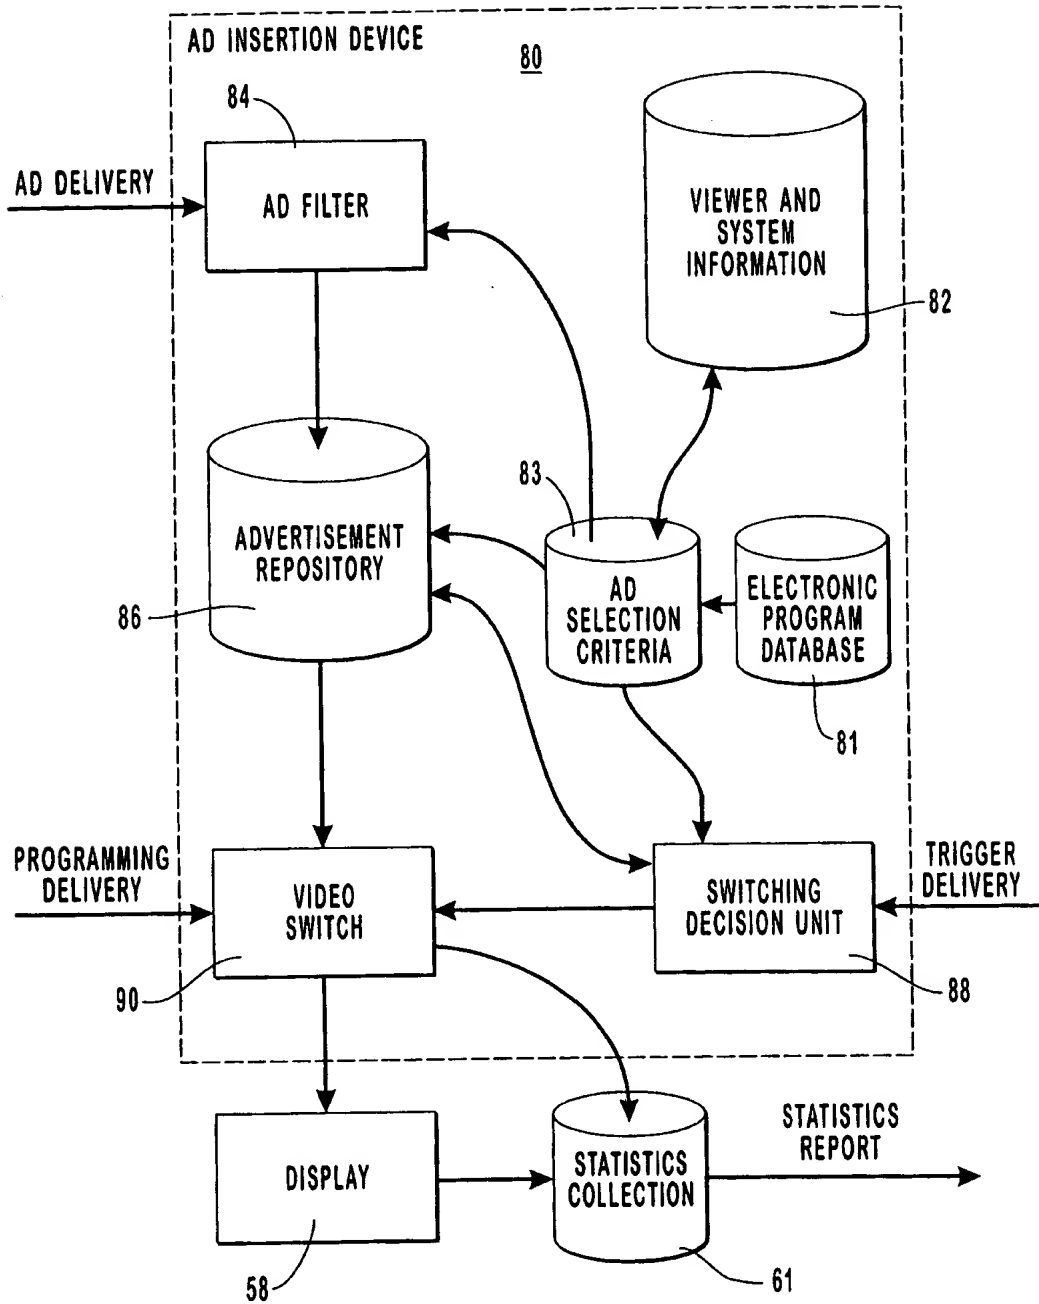 AD INSERTION DEVICE
80
84
AD DELIVERY
AD FILTER
VIEWER AND
SYSTEM
INFORMATION
82
83
ADVERTISEMENT
REPOSITORY
86
AD
SELECTION
CRITERIA
ELECTRONIC
PROGRAM
DATABASE
81
PROGRAMMING
DELIVERY
VIDEO
SWITCH
90
SWITCHING
DECISION UNIT
88
TRIGGER
DELIVERY
DISPLAY
58
STATISTICS
COLLECTION
61
STATISTICS
REPORT